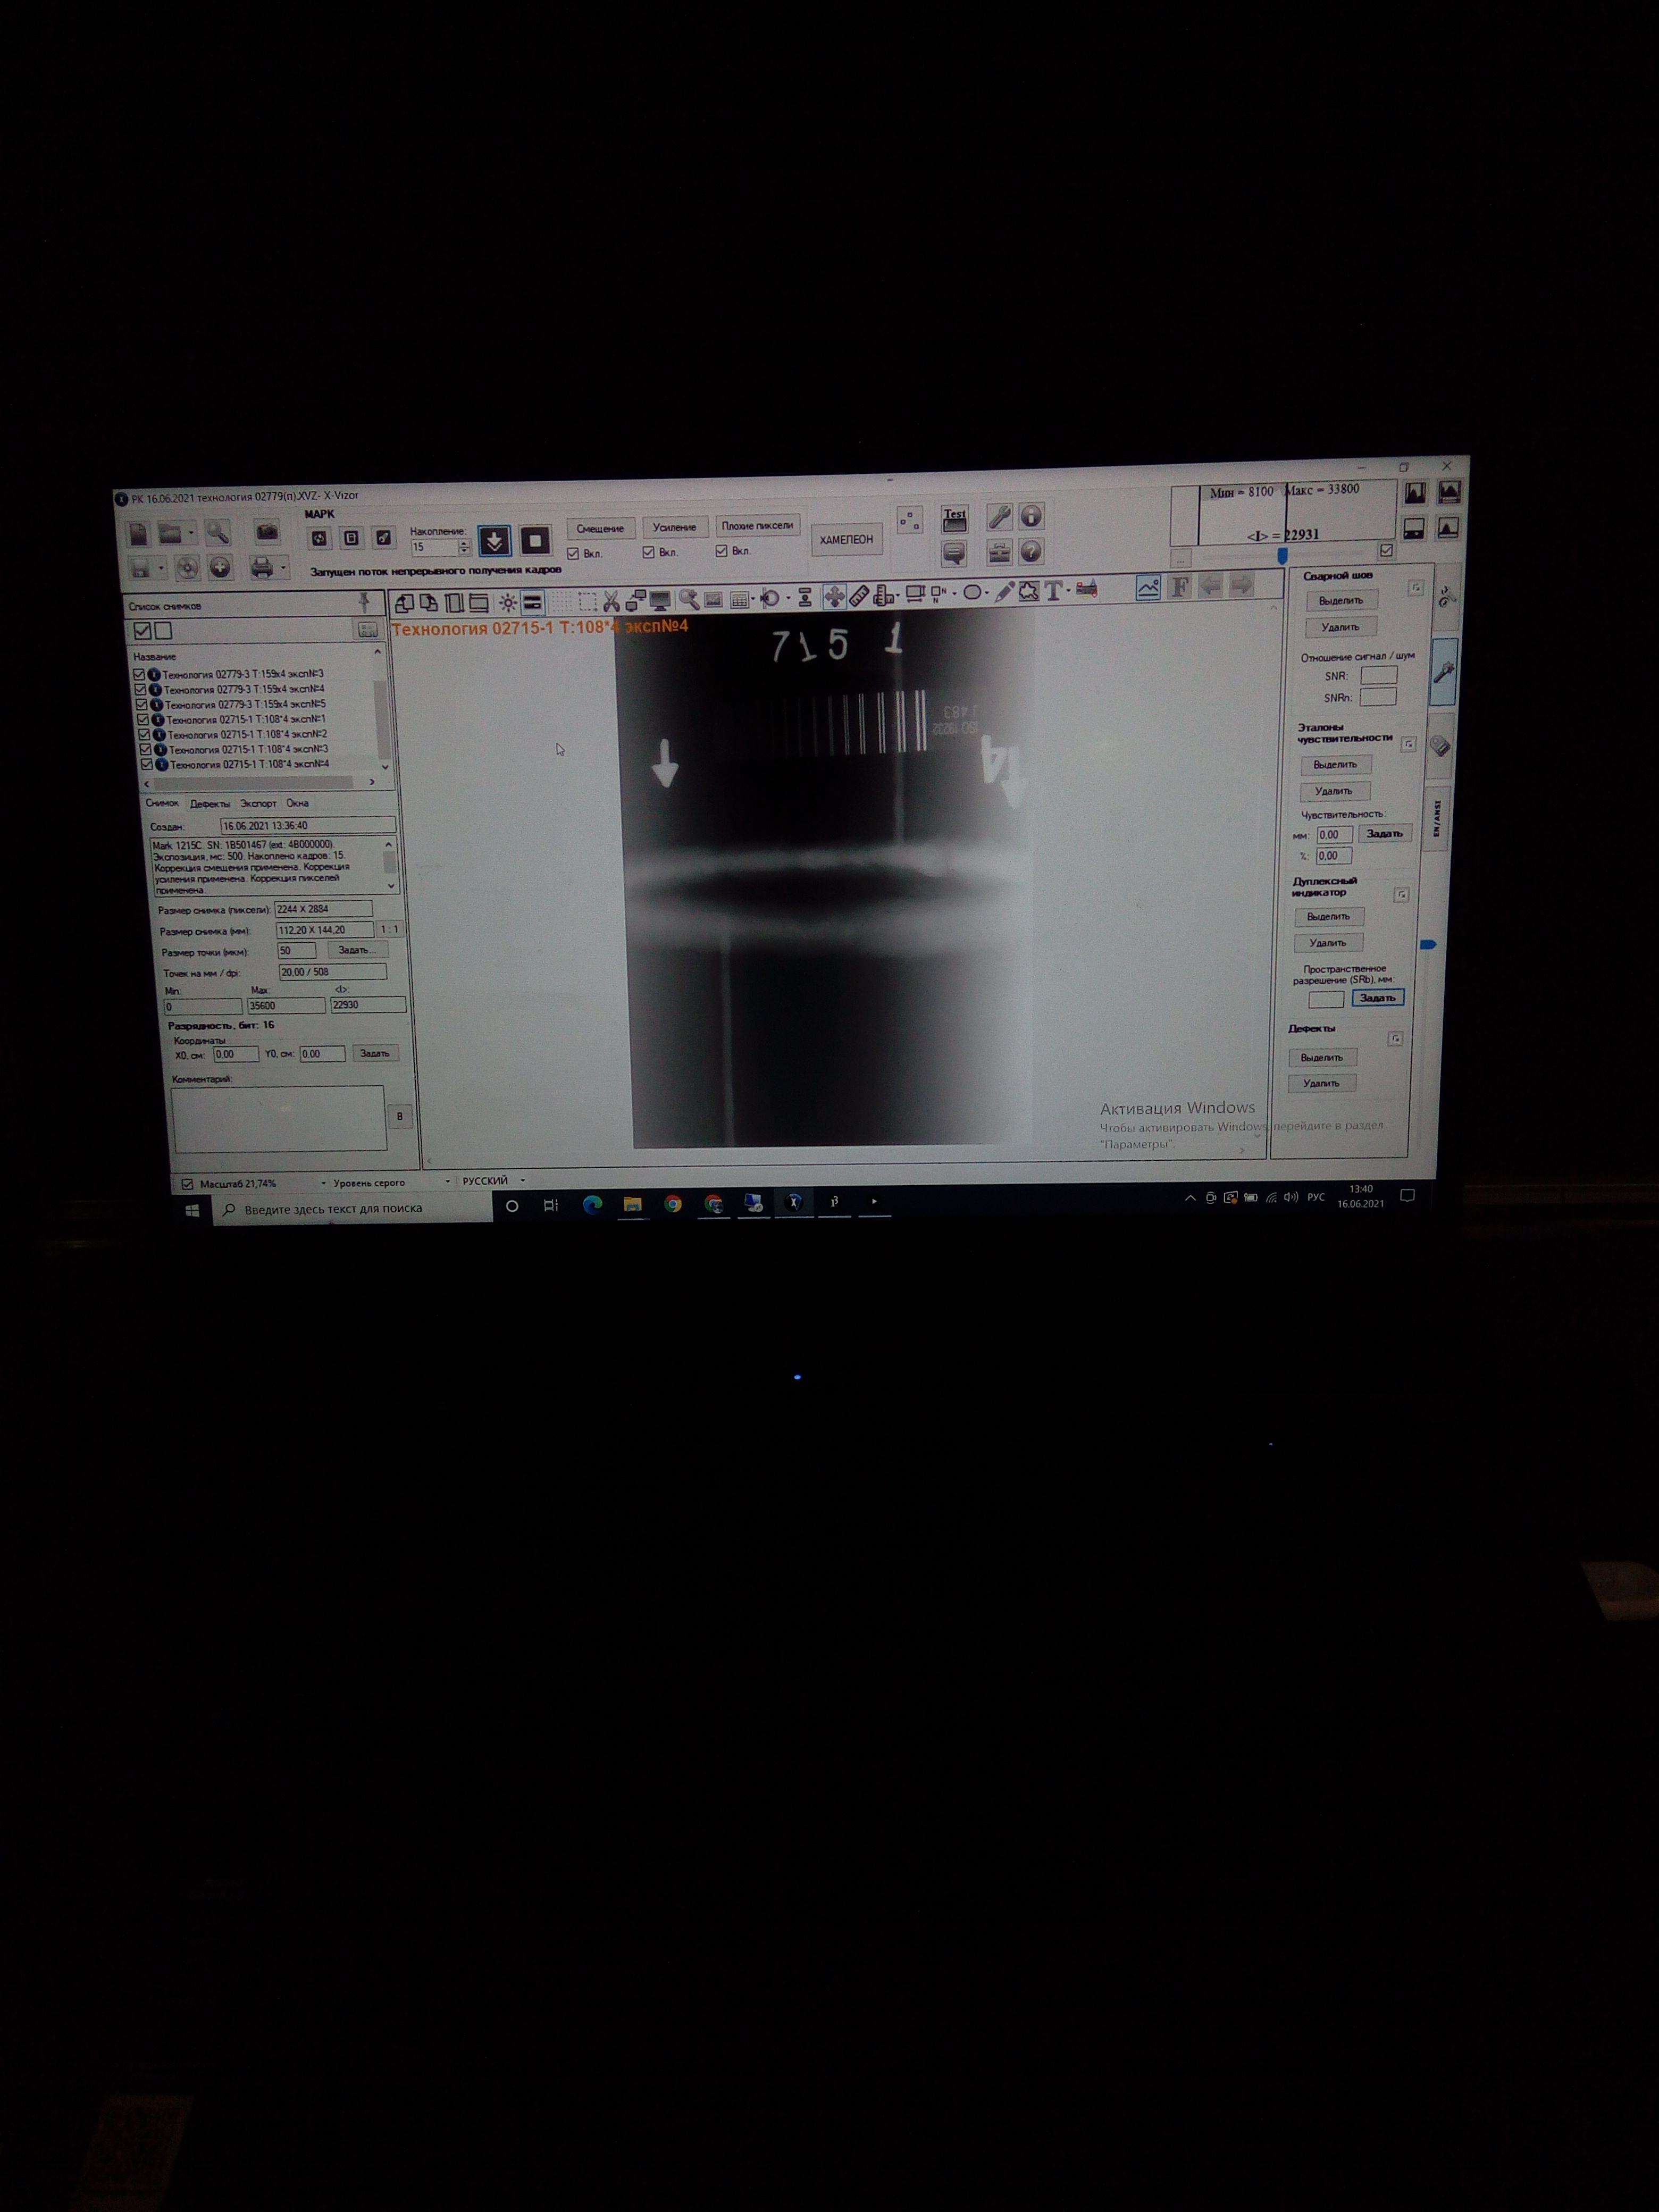 РК 16.06.2021 технология 02779(п).XVZ- X-Vizor
МАРК
Накопление:
15
Смещение
Усиление
Плохие пиксели
Вкл.
Вкл.
Вкл.
ХАМЕЛЕОН
Test
Мин = 8100 Макс = 33800
<I> = 22931
Запущен поток непрерывного получения кадров
Список снимков
Название
Технология 02779-3 Т:159x4 эксп№3
Технология 02779-3 Т:159x4 эксп№4
Технология 02779-3 Т:159x4 эксп№5
Технология 02715-1 Т:108*4 эксп№1
Технология 02715-1 Т:108*4 эксп№2
Технология 02715-1 Т:108*4 эксп№3
Технология 02715-1 Т:108*4 эксп№4
Снимок Дефекты Экспорт Окна
Создан: 16.06.2021 13:36:40
Mark 1215C. SN: 1B501467 (ext: 4B000000).
Экспозиция, мс: 500. Накоплено кадров: 15.
Коррекция смещения применена. Коррекция
усиления применена. Коррекция пикселей
применена.
Размер снимка (пиксели): 2244 X 2884
Размер снимка (мм): 112,20 X 144,20 1 : 1
Размер точки (мкм): 50 Задать...
Точек на мм / dpi: 20,00 / 508
Min: Max: <I>:
0 35600 22930
Разрядность, бит: 16
Координаты
X0, см: 0,00 Y0, см: 0,00 Задать
Комментарий:
В
Масштаб 21,74% Уровень серого РУССКИЙ
Технология 02715-1 Т:108*4 эксп№4
715 1
1 483
ISO 19232
14
Сварной шов
Выделить
Удалить
Отношение сигнал / шум
SNR:
SNRn:
Эталоны
чувствительности
Выделить
Удалить
Чувствительность:
мм: 0,00 Задать
%: 0,00
Дуплексный
индикатор
Выделить
Удалить
Пространственное
разрешение (SRb), мм:
Задать
Дефекты
Выделить
Удалить
EN/ANSI
Активация Windows
Чтобы активировать Windows, перейдите в раздел
"Параметры".
Введите здесь текст для поиска
РУС
13:40
16.06.2021